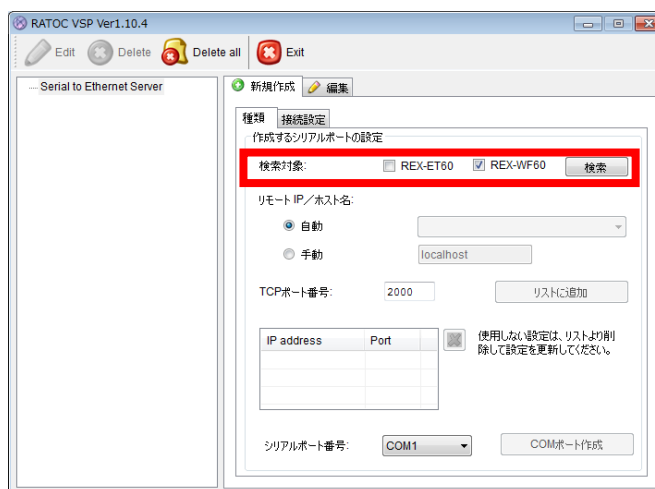 RATOC VSP Ver1.10.4
Edit Delete Delete all Exit
Serial to Ethernet Server
新規作成 編集
種類 接続設定
作成するシリアルポートの設定
検索対象: REX-ET60 REX-WF60 検索
リモート IP／ホスト名:
自動
手動 localhost
TCPポート番号: 2000 リストに追加
IP address Port
使用しない設定は、リストより削
除して設定を更新してください。
シリアルポート番号: COM1 COMポート作成